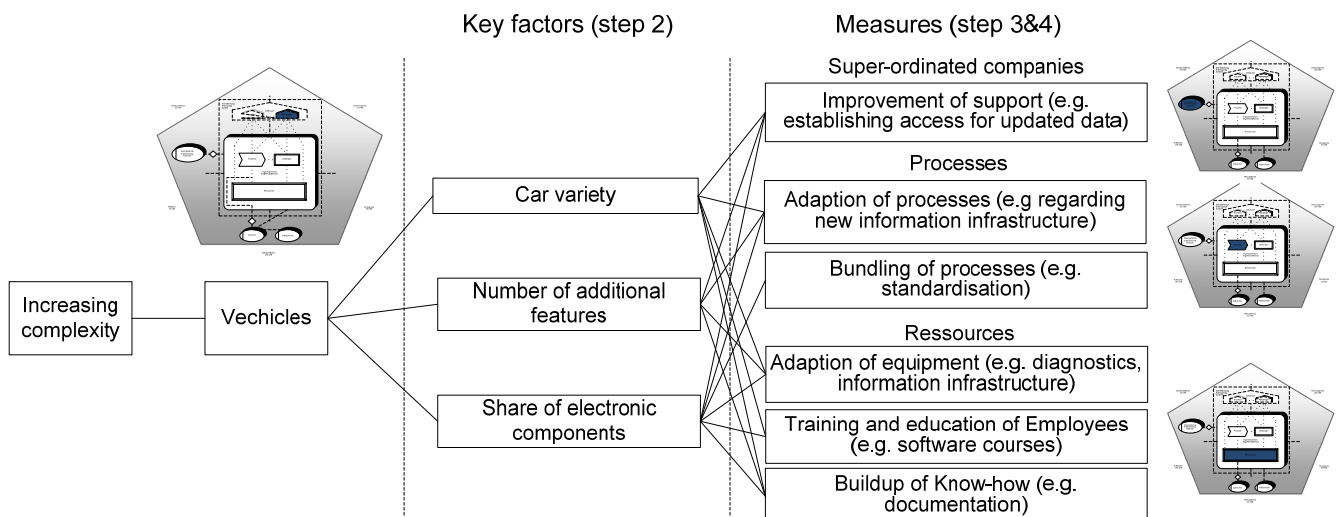 Key factors (step 2)
Measures (step 3&4)
Super-ordinated companies
Improvement of support (e.g.
establishing access for updated data)
Processes
Car variety
Adaption of processes (e.g regarding
new information infrastructure)
Bundling of processes (e.g.
standardisation)
Increasing
complexity
Vechicles
Number of additional
features
Ressources
Adaption of equipment (e.g. diagnostics,
information infrastructure)
Share of electronic
components
Training and education of Employees
(e.g. software courses)
Buildup of Know-how (e.g.
documentation)